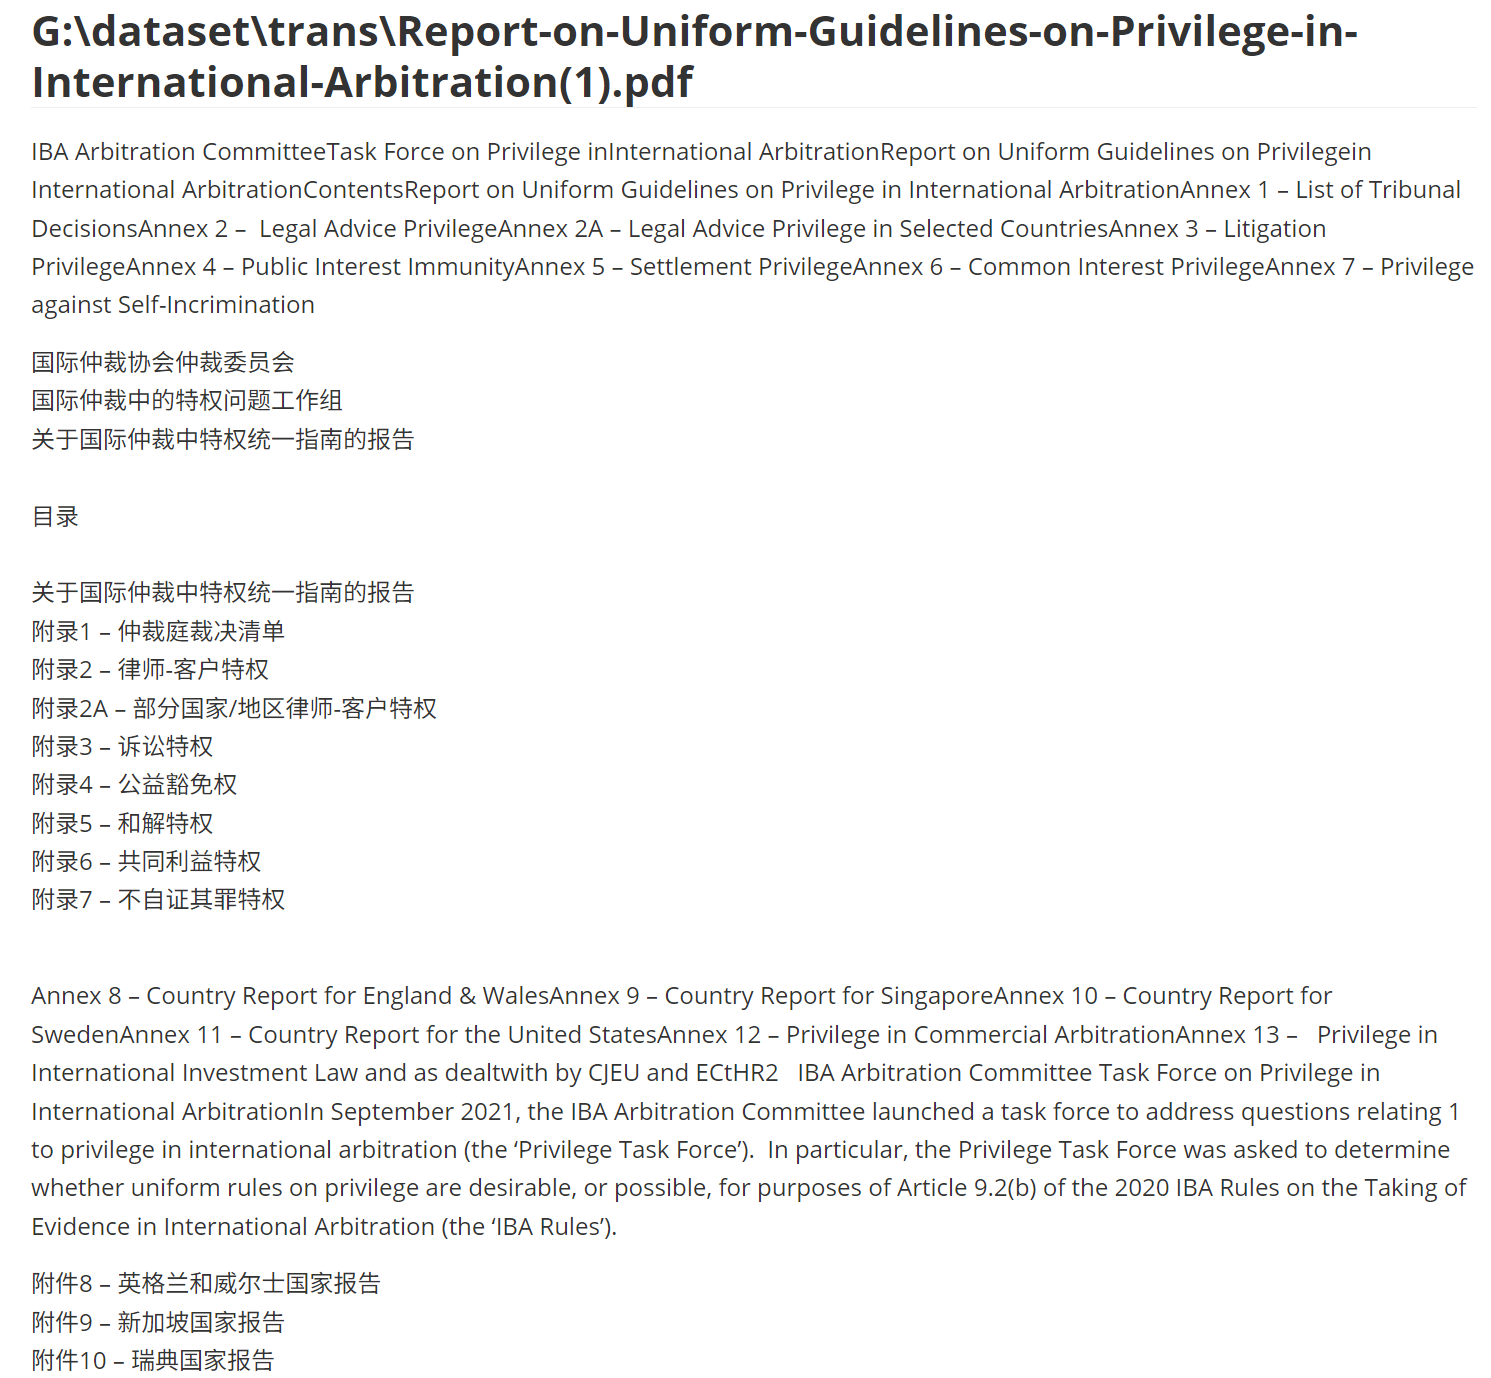 G:\dataset\trans\Report-on-Uniform-Guidelines-on-Privilege-in-
International-Arbitration(1).pdf
IBA Arbitration CommitteeTask Force on Privilege inInternational ArbitrationReport on Uniform Guidelines on Privilegein
International ArbitrationContentsReport on Uniform Guidelines on Privilege in International ArbitrationAnnex 1 – List of Tribunal
DecisionsAnnex 2 –  Legal Advice PrivilegeAnnex 2A – Legal Advice Privilege in Selected CountriesAnnex 3 – Litigation
PrivilegeAnnex 4 – Public Interest ImmunityAnnex 5 – Settlement PrivilegeAnnex 6 – Common Interest PrivilegeAnnex 7 – Privilege
against Self-Incrimination
国际仲裁协会仲裁委员会
国际仲裁中的特权问题工作组
关于国际仲裁中特权统一指南的报告
目录
关于国际仲裁中特权统一指南的报告
附录1 – 仲裁庭裁决清单
附录2 – 律师-客户特权
附录2A – 部分国家/地区律师-客户特权
附录3 – 诉讼特权
附录4 – 公益豁免权
附录5 – 和解特权
附录6 – 共同利益特权
附录7 – 不自证其罪特权
Annex 8 – Country Report for England & WalesAnnex 9 – Country Report for SingaporeAnnex 10 – Country Report for
SwedenAnnex 11 – Country Report for the United StatesAnnex 12 – Privilege in Commercial ArbitrationAnnex 13 –   Privilege in
International Investment Law and as dealtwith by CJEU and ECtHR2   IBA Arbitration Committee Task Force on Privilege in
International ArbitrationIn September 2021, the IBA Arbitration Committee launched a task force to address questions relating 1
to privilege in international arbitration (the ‘Privilege Task Force’).  In particular, the Privilege Task Force was asked to determine
whether uniform rules on privilege are desirable, or possible, for purposes of Article 9.2(b) of the 2020 IBA Rules on the Taking of
Evidence in International Arbitration (the ‘IBA Rules’).
附件8 – 英格兰和威尔士国家报告
附件9 – 新加坡国家报告
附件10 – 瑞典国家报告